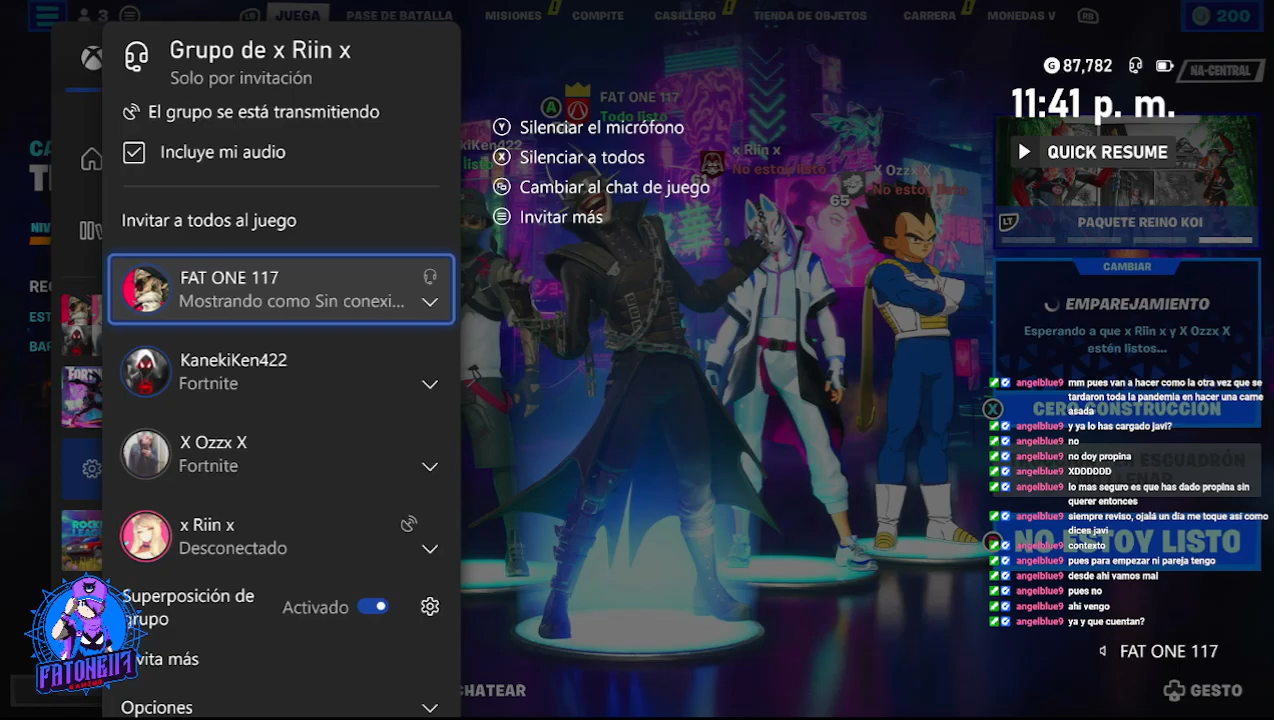 3
LB
JUEGA
PASE DE BATALLA
MISIONES
COMPITE
CASILLERO
TIENDA DE OBJETOS
CARRERA
MONEDAS V
RB
200
Grupo de x Riin x
Solo por invitación
El grupo se está transmitiendo
Incluye mi audio
Invitar a todos al juego
FAT ONE 117
Mostrando como Sin conexi...
KanekiKen422
Fortnite
X Ozzx X
Fortnite
x Riin x
Desconectado
Superposición de
grupo
Activado
Invita más
Opciones
FATONE117
GAMING
A
FAT ONE 117
Todo listo
Y Silenciar el micrófono
X Silenciar a todos
Cambiar al chat de juego
Invitar más
x Riin x
No estoy listo
X Ozzx X
No estoy listo
65
G 87,782
NA-CENTRAL
11:41 p. m.
QUICK RESUME
LT
PAQUETE REINO KOI
CAMBIAR
EMPAREJAMIENTO
Esperando a que x Riin x y X Ozzx X
estén listos...
X
CERO CONSTRUCCIÓN
NO ESTOY LISTO
angelblue9 mm pues van a hacer como la otra vez que se
tardaron toda la pandemia en hacer una carne
asada
angelblue9 y ya lo has cargado javi?
angelblue9 no
angelblue9 no doy propina
angelblue9 XDDDDDD
angelblue9 lo mas seguro es que has dado propina sin
querer entonces
angelblue9 siempre reviso, ojalá un día me toque así como
dices javi
angelblue9 contexto
angelblue9 pues para empezar ni pareja tengo
angelblue9 desde ahi vamos mal
angelblue9 pues no
angelblue9 ahi vengo
angelblue9 ya y que cuentan?
FAT ONE 117
CHATEAR
GESTO